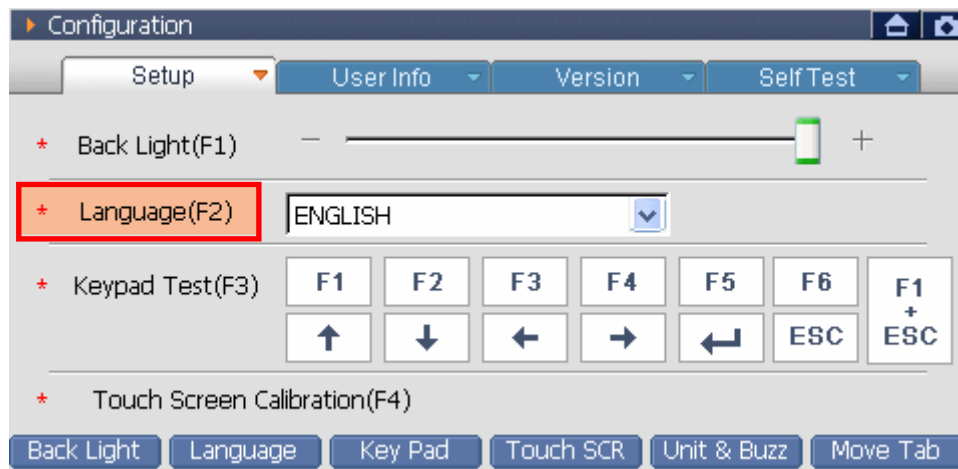 Configuration
Setup User Info Version Self Test
* Back Light(F1) − +
* Language(F2) ENGLISH
* Keypad Test(F3) F1 F2 F3 F4 F5 F6 F1 + ESC
↑ ↓ ← → ↵ ESC
* Touch Screen Calibration(F4)
Back Light Language Key Pad Touch SCR Unit & Buzz Move Tab